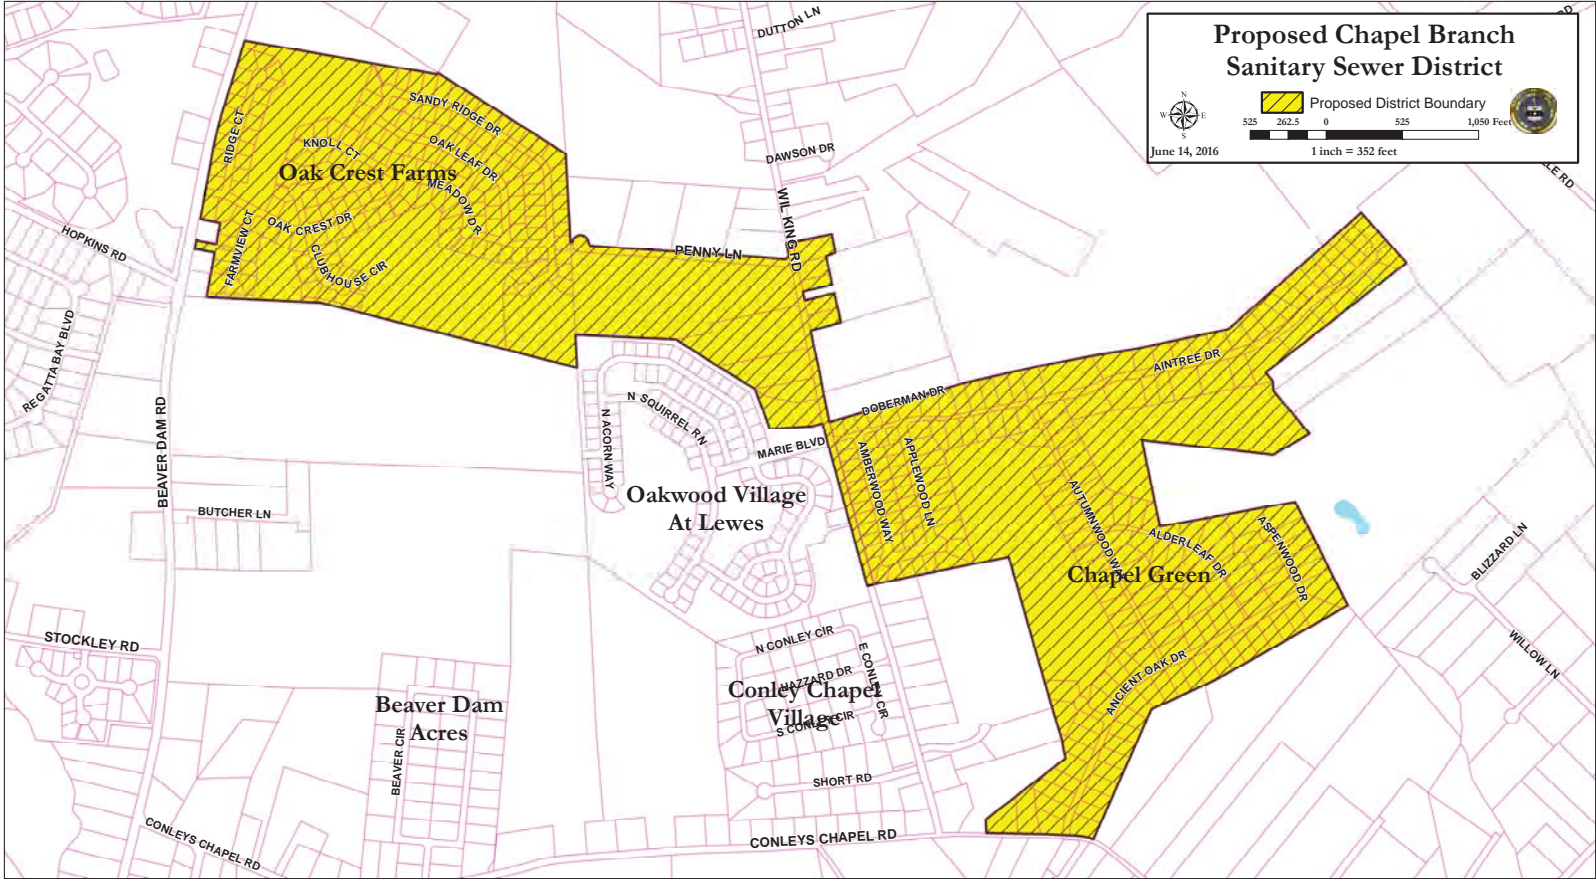 Proposed Chapel Branch
Sanitary Sewer District
Proposed District Boundary
525 262.5 0 525 1,050 Feet
June 14, 2016
1 inch = 352 feet
N
W E
S
DUTTON LN
RD
LE RD
DAWSON DR
WIL KING RD
PENNY LN
SANDY RIDGE DR
OAK LEAF DR
KNOLL CT
RIDGE CT
Oak Crest Farms
MEADOW DR
OAK CREST DR
FARMVIEW CT
CLUBHOUSE CIR
HOPKINS RD
REGATTA BAY BLVD
BEAVER DAM RD
BUTCHER LN
STOCKLEY RD
N SQUIRREL RN
N ACORN WAY
MARIE BLVD
Oakwood Village
At Lewes
DOBERMAN DR
AINTREE DR
AMBERWOOD WAY
APPLEWOOD LN
AUTUMNWOOD WAY
ALDERLEAF DR
ASPENWOOD DR
Chapel Green
ANCIENT OAK DR
BLIZZARD LN
WILLOW LN
N CONLEY CIR
E CONLEY CIR
HAZZARD DR
Conley Chapel
Village
S CONLEY CIR
SHORT RD
Beaver Dam
Acres
BEAVER CIR
CONLEYS CHAPEL RD
CONLEYS CHAPEL RD